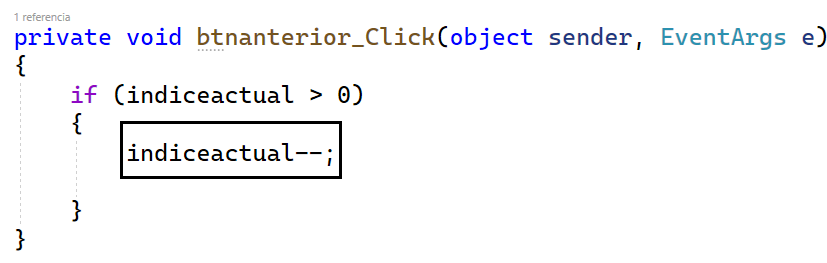 1 referencia
private void btnanterior_Click(object sender, EventArgs e)
{
if (indiceactual > 0)
{
indiceactual--;
}
}